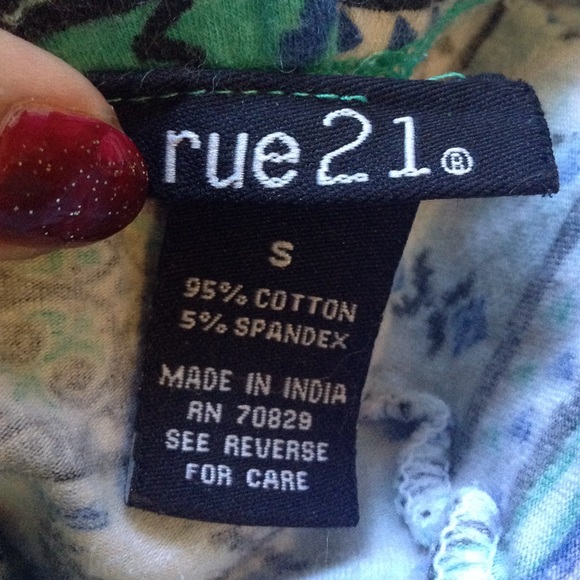 rue21®
S
95% COTTON
5% SPANDEX
MADE IN INDIA
RN 70829
SEE REVERSE
FOR CARE